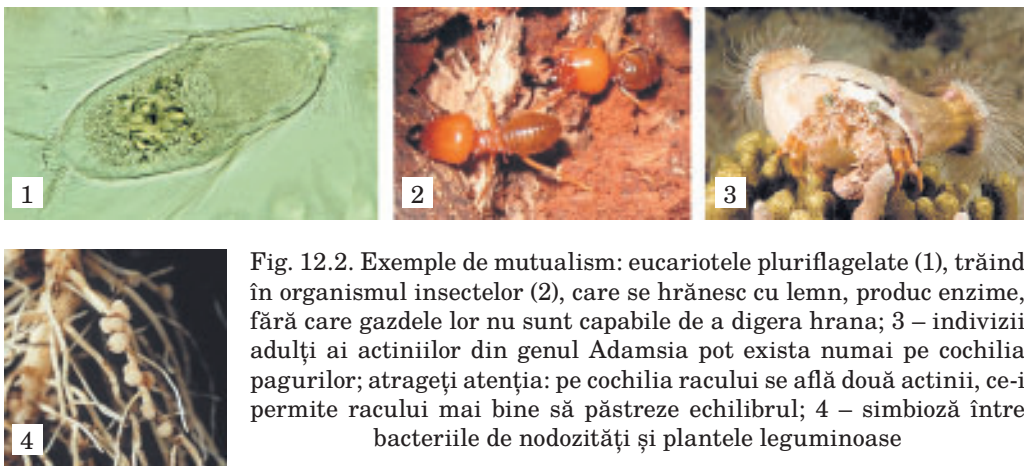 1
2
3
4
Fig. 12.2. Exemple de mutualism: eucariotele pluriflagelate (1), trăind
în organismul insectelor (2), care se hrănesc cu lemn, produc enzime,
fără care gazdele lor nu sunt capabile de a digera hrana; 3 – indivizii
adulți ai actiniilor din genul Adamsia pot exista numai pe cochilia
pagurilor; atrageți atenția: pe cochilia racului se află două actinii, ce-i
permite racului mai bine să păstreze echilibrul; 4 – simbioză între
bacteriile de nodozități și plantele leguminoase